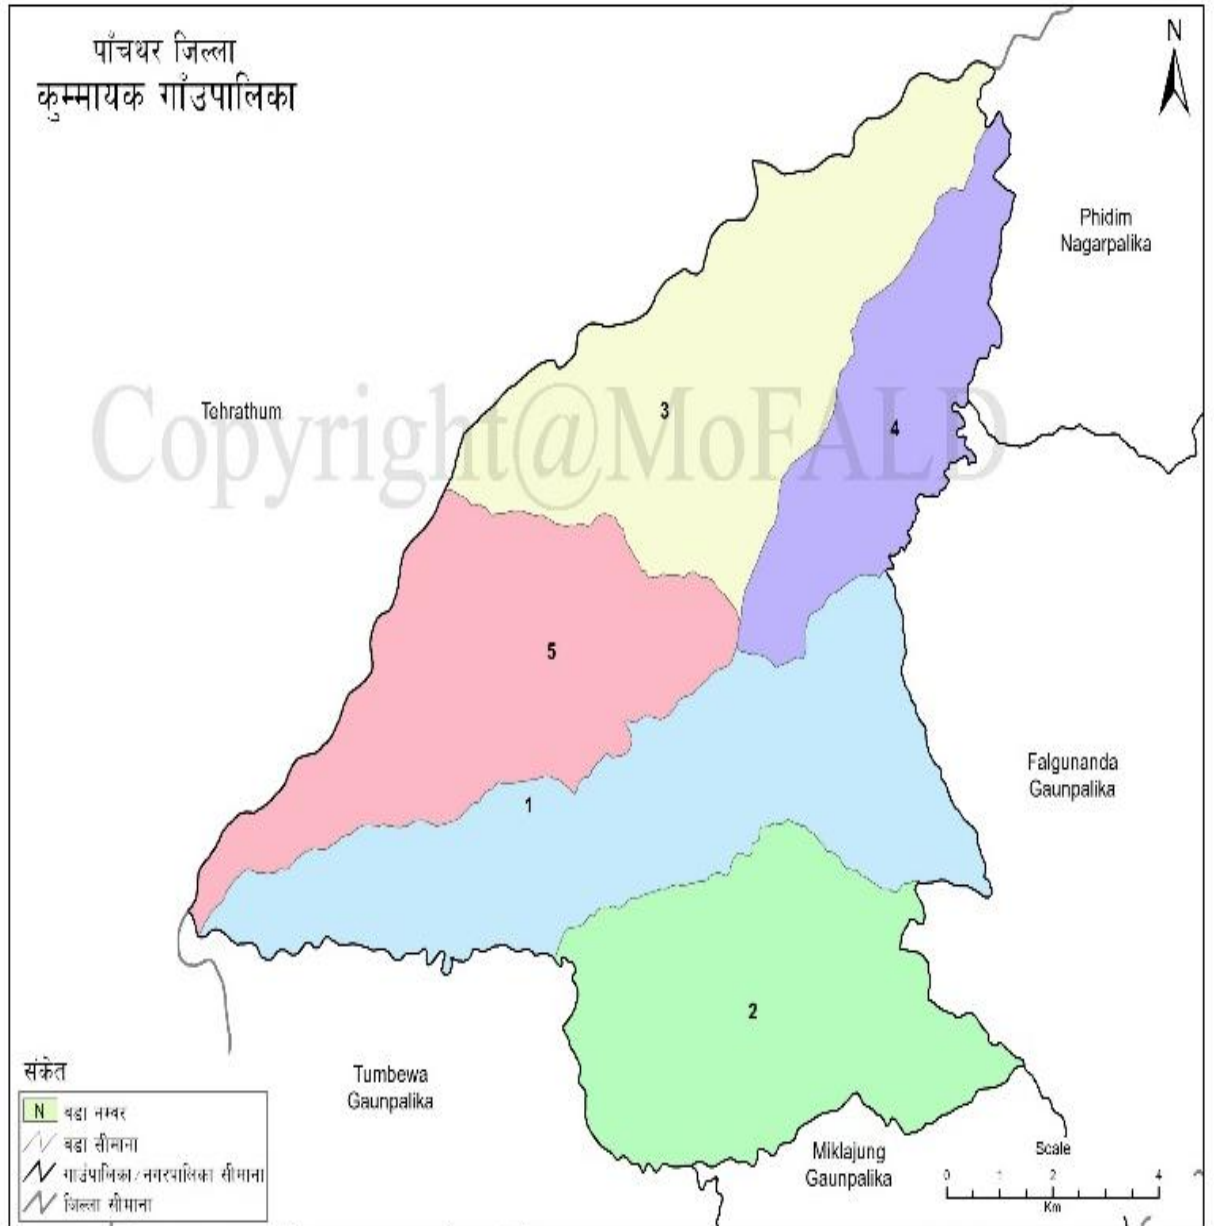 पाँचथर जिल्ला
कुम्मायक गाँउपालिका
N
Phidim
Nagarpalika
Tehrathum
3
4
Copyright@MoFALD
5
Falgunanda
Gaunpalika
1
2
Tumbewa
Gaunpalika
Miklajung
Gaunpalika
संकेत
N वडा नम्बर
वडा सीमाना
गाउंपालिका/नगरपालिका सीमाना
जिल्ला सीमाना
Scale
0 1 2 4
Km